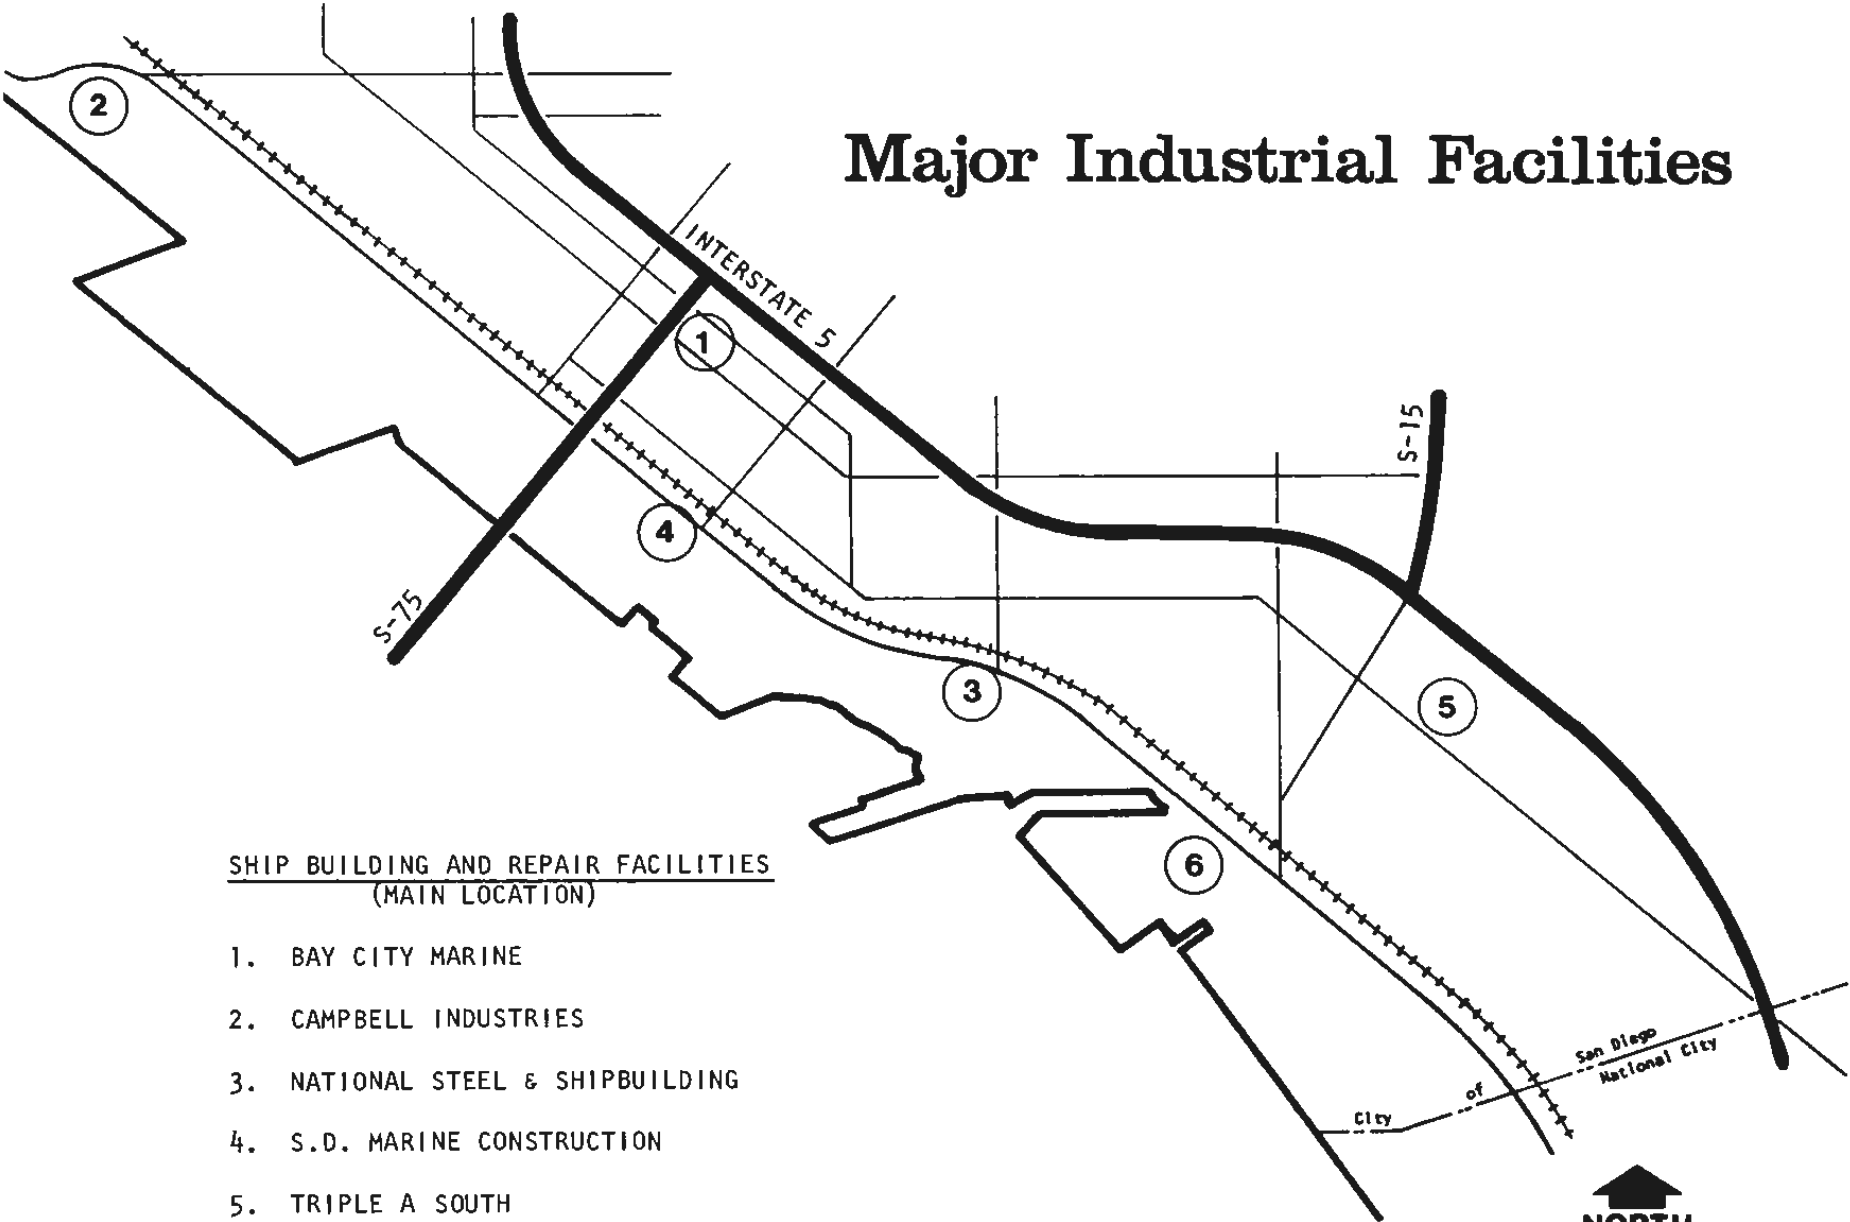 Major Industrial Facilities
2
INTERSTATE 5
1
S-15
4
S-75
3
5
6
SHIP BUILDING AND REPAIR FACILITIES
(MAIN LOCATION)
1. BAY CITY MARINE
2. CAMPBELL INDUSTRIES
3. NATIONAL STEEL & SHIPBUILDING
4. S.D. MARINE CONSTRUCTION
5. TRIPLE A SOUTH
San Diego
City of National City
NORTH